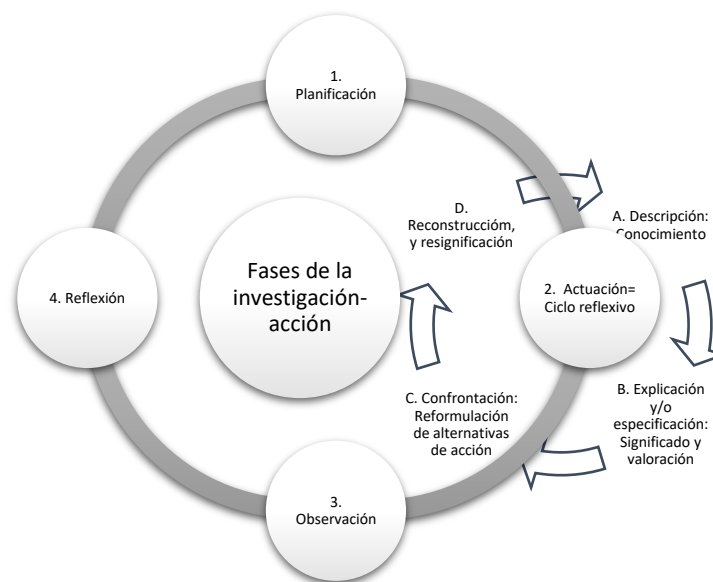 1.
Planificación
D.
Reconstruccióm,
y resignificación
A. Descripción:
Conocimiento
Fases de la
investigación-
acción
4. Reflexión
2. Actuación=
Ciclo reflexivo
C. Confrontación:
Reformulación
de alternativas
de acción
B. Explicación
y/o
especificación:
Significado y
valoración
3.
Observación